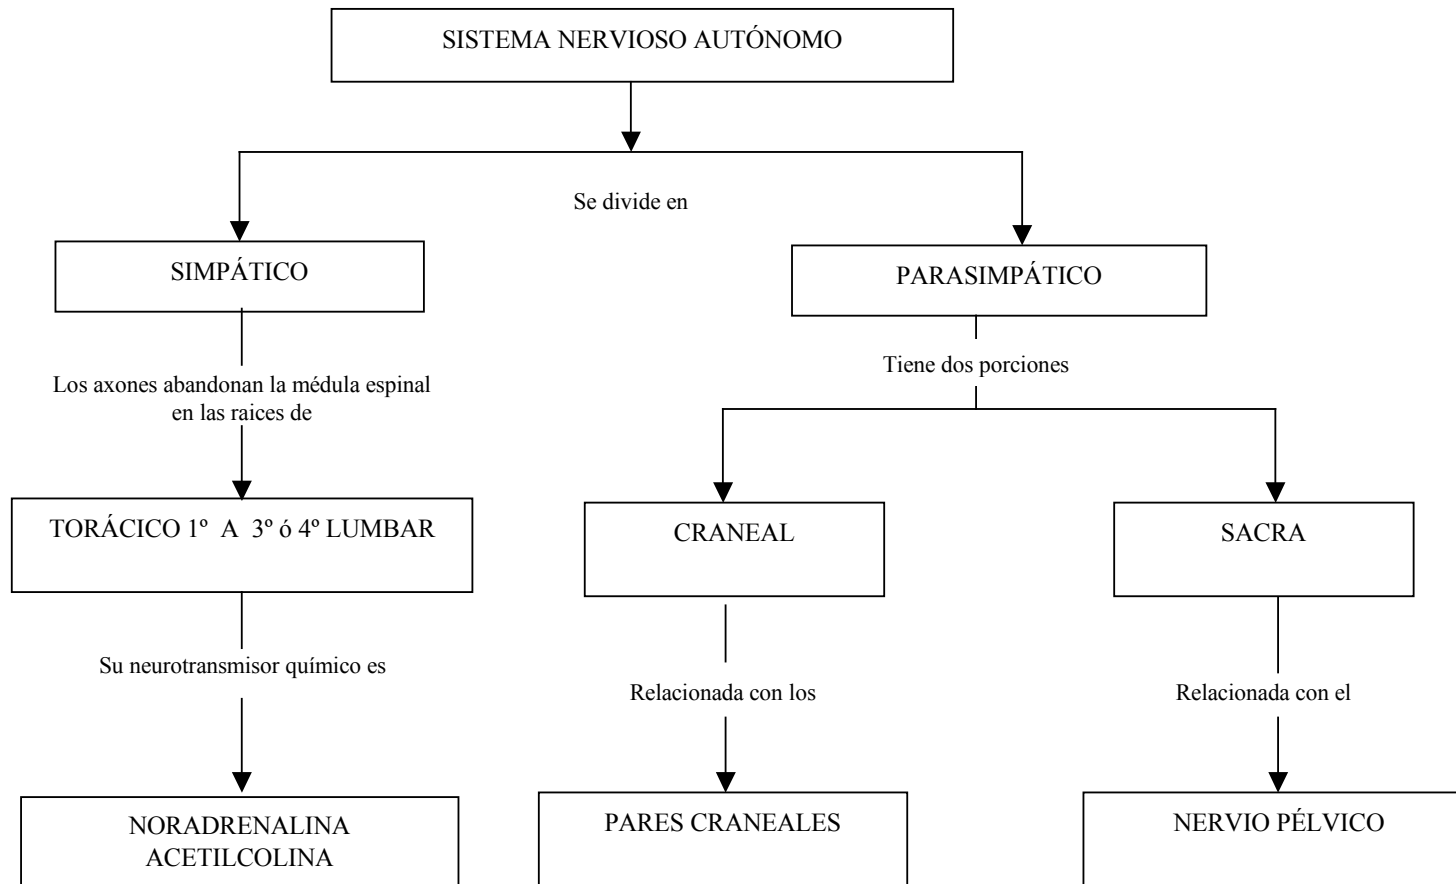 SISTEMA NERVIOSO AUTÓNOMO
Se divide en
SIMPÁTICO
PARASIMPÁTICO
Los axones abandonan la médula espinal
en las raices de
Tiene dos porciones
TORÁCICO 1º A 3º ó 4º LUMBAR
CRANEAL
SACRA
Su neurotransmisor químico es
Relacionada con los
Relacionada con el
NORADRENALINA
ACETILCOLINA
PARES CRANEALES
NERVIO PÉLVICO